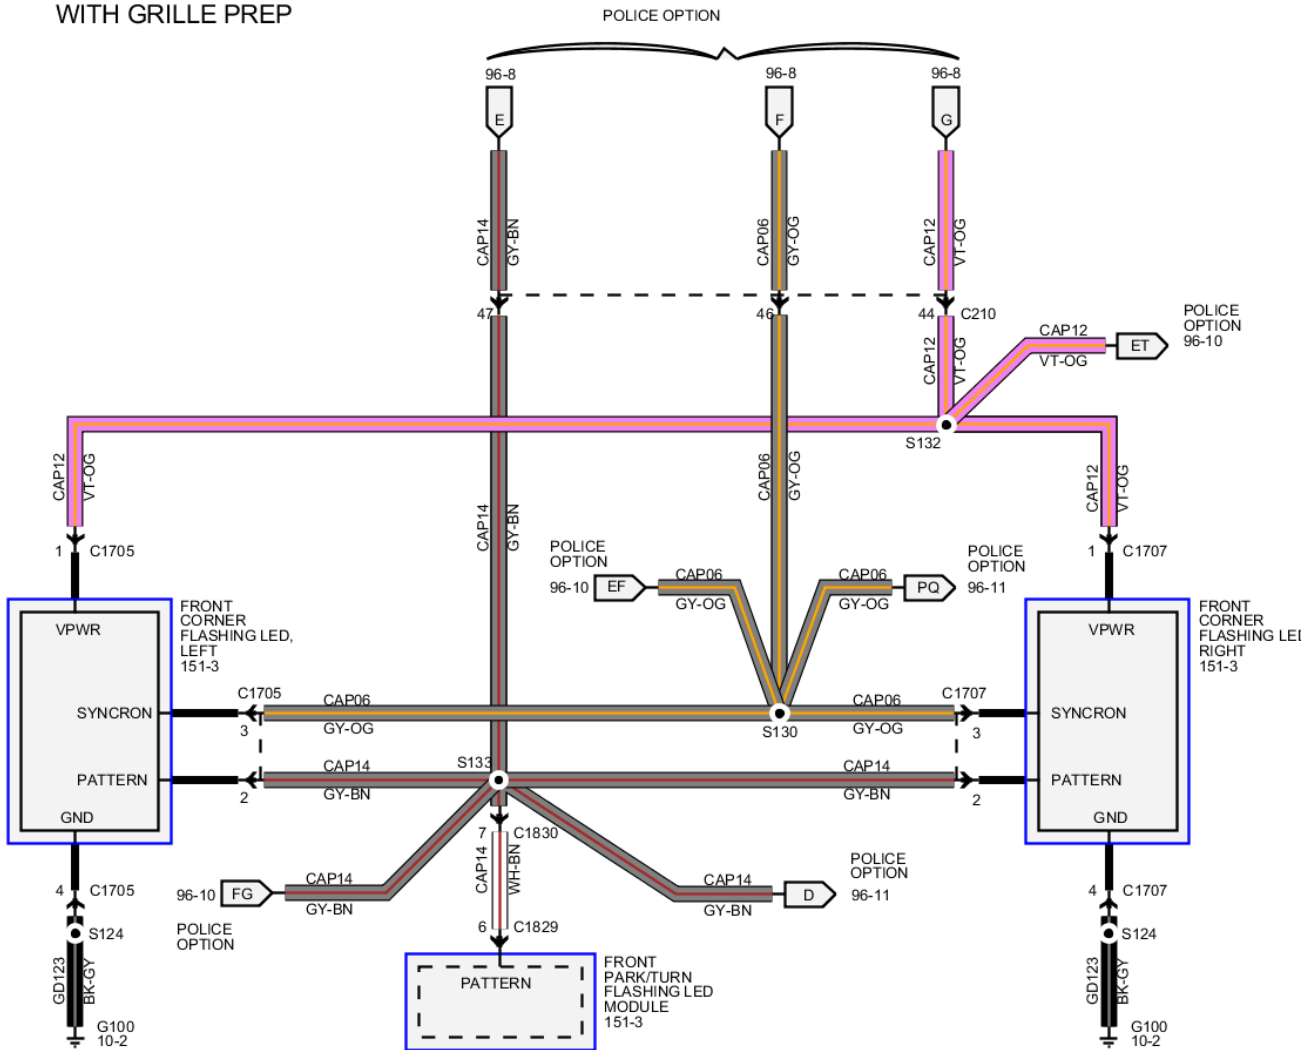 WITH GRILLE PREP
POLICE OPTION
96-8
96-8
96-8
E
F
G
CAP14
GY-BN
CAP06
GY-OG
CAP12
VT-OG
47
46
44
C210
CAP12
VT-OG
CAP12
VT-OG
ET
POLICE
OPTION
96-10
S132
CAP12
VT-OG
CAP14
GY-BN
CAP06
GY-OG
CAP12
VT-OG
1
C1705
POLICE
OPTION
96-10
EF
CAP06
GY-OG
CAP06
GY-OG
PQ
POLICE
OPTION
96-11
1
C1707
FRONT
CORNER
FLASHING LED,
LEFT
151-3
VPWR
SYNCRON
PATTERN
GND
FRONT
CORNER
FLASHING LED
RIGHT
151-3
VPWR
SYNCRON
PATTERN
GND
C1705
3
CAP06
GY-OG
S130
CAP06
GY-OG
C1707
3
2
CAP14
GY-BN
S133
CAP14
GY-BN
2
7
C1830
CAP14
WH-BN
6
C1829
96-10
FG
CAP14
GY-BN
POLICE
OPTION
CAP14
GY-BN
D
POLICE
OPTION
96-11
4
C1705
S124
GD123
BK-GY
G100
10-2
PATTERN
FRONT
PARK/TURN
FLASHING LED
MODULE
151-3
4
C1707
S124
GD123
BK-GY
G100
10-2